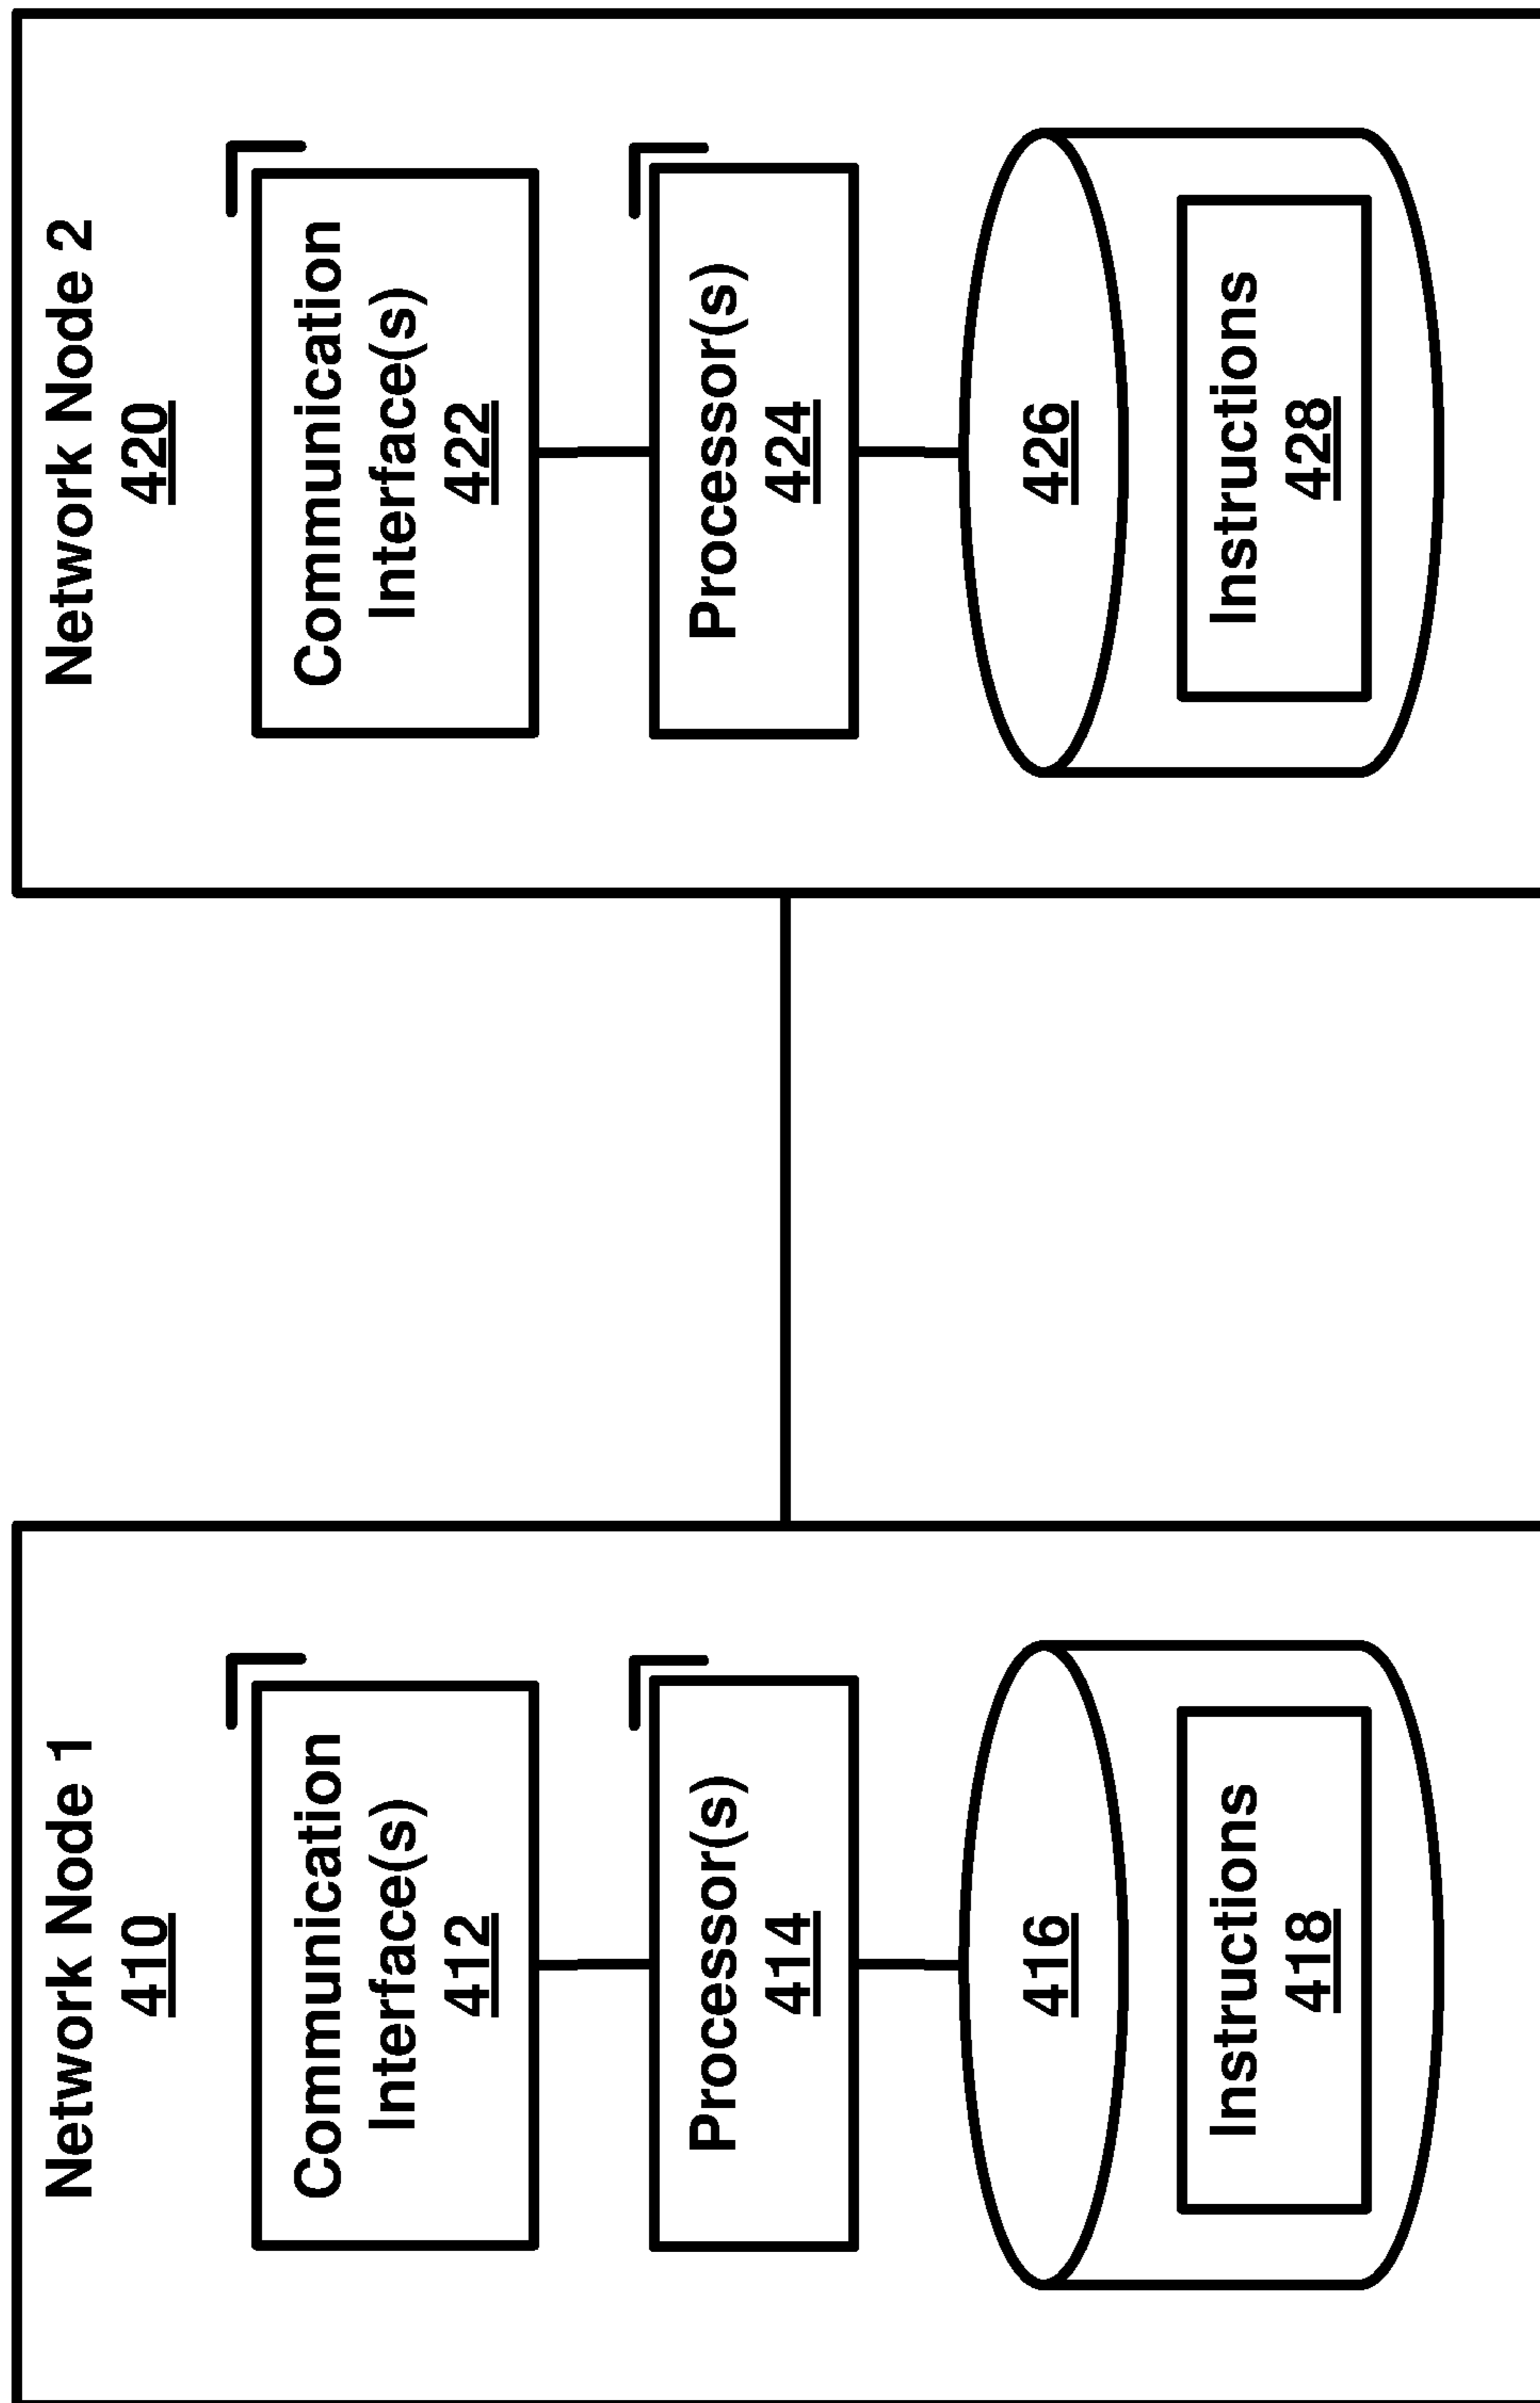 Network Node 1
410
Communication
Interface(s)
412
Processor(s)
414
416
Instructions
418
Network Node 2
420
Communication
Interface(s)
422
Processor(s)
424
426
Instructions
428